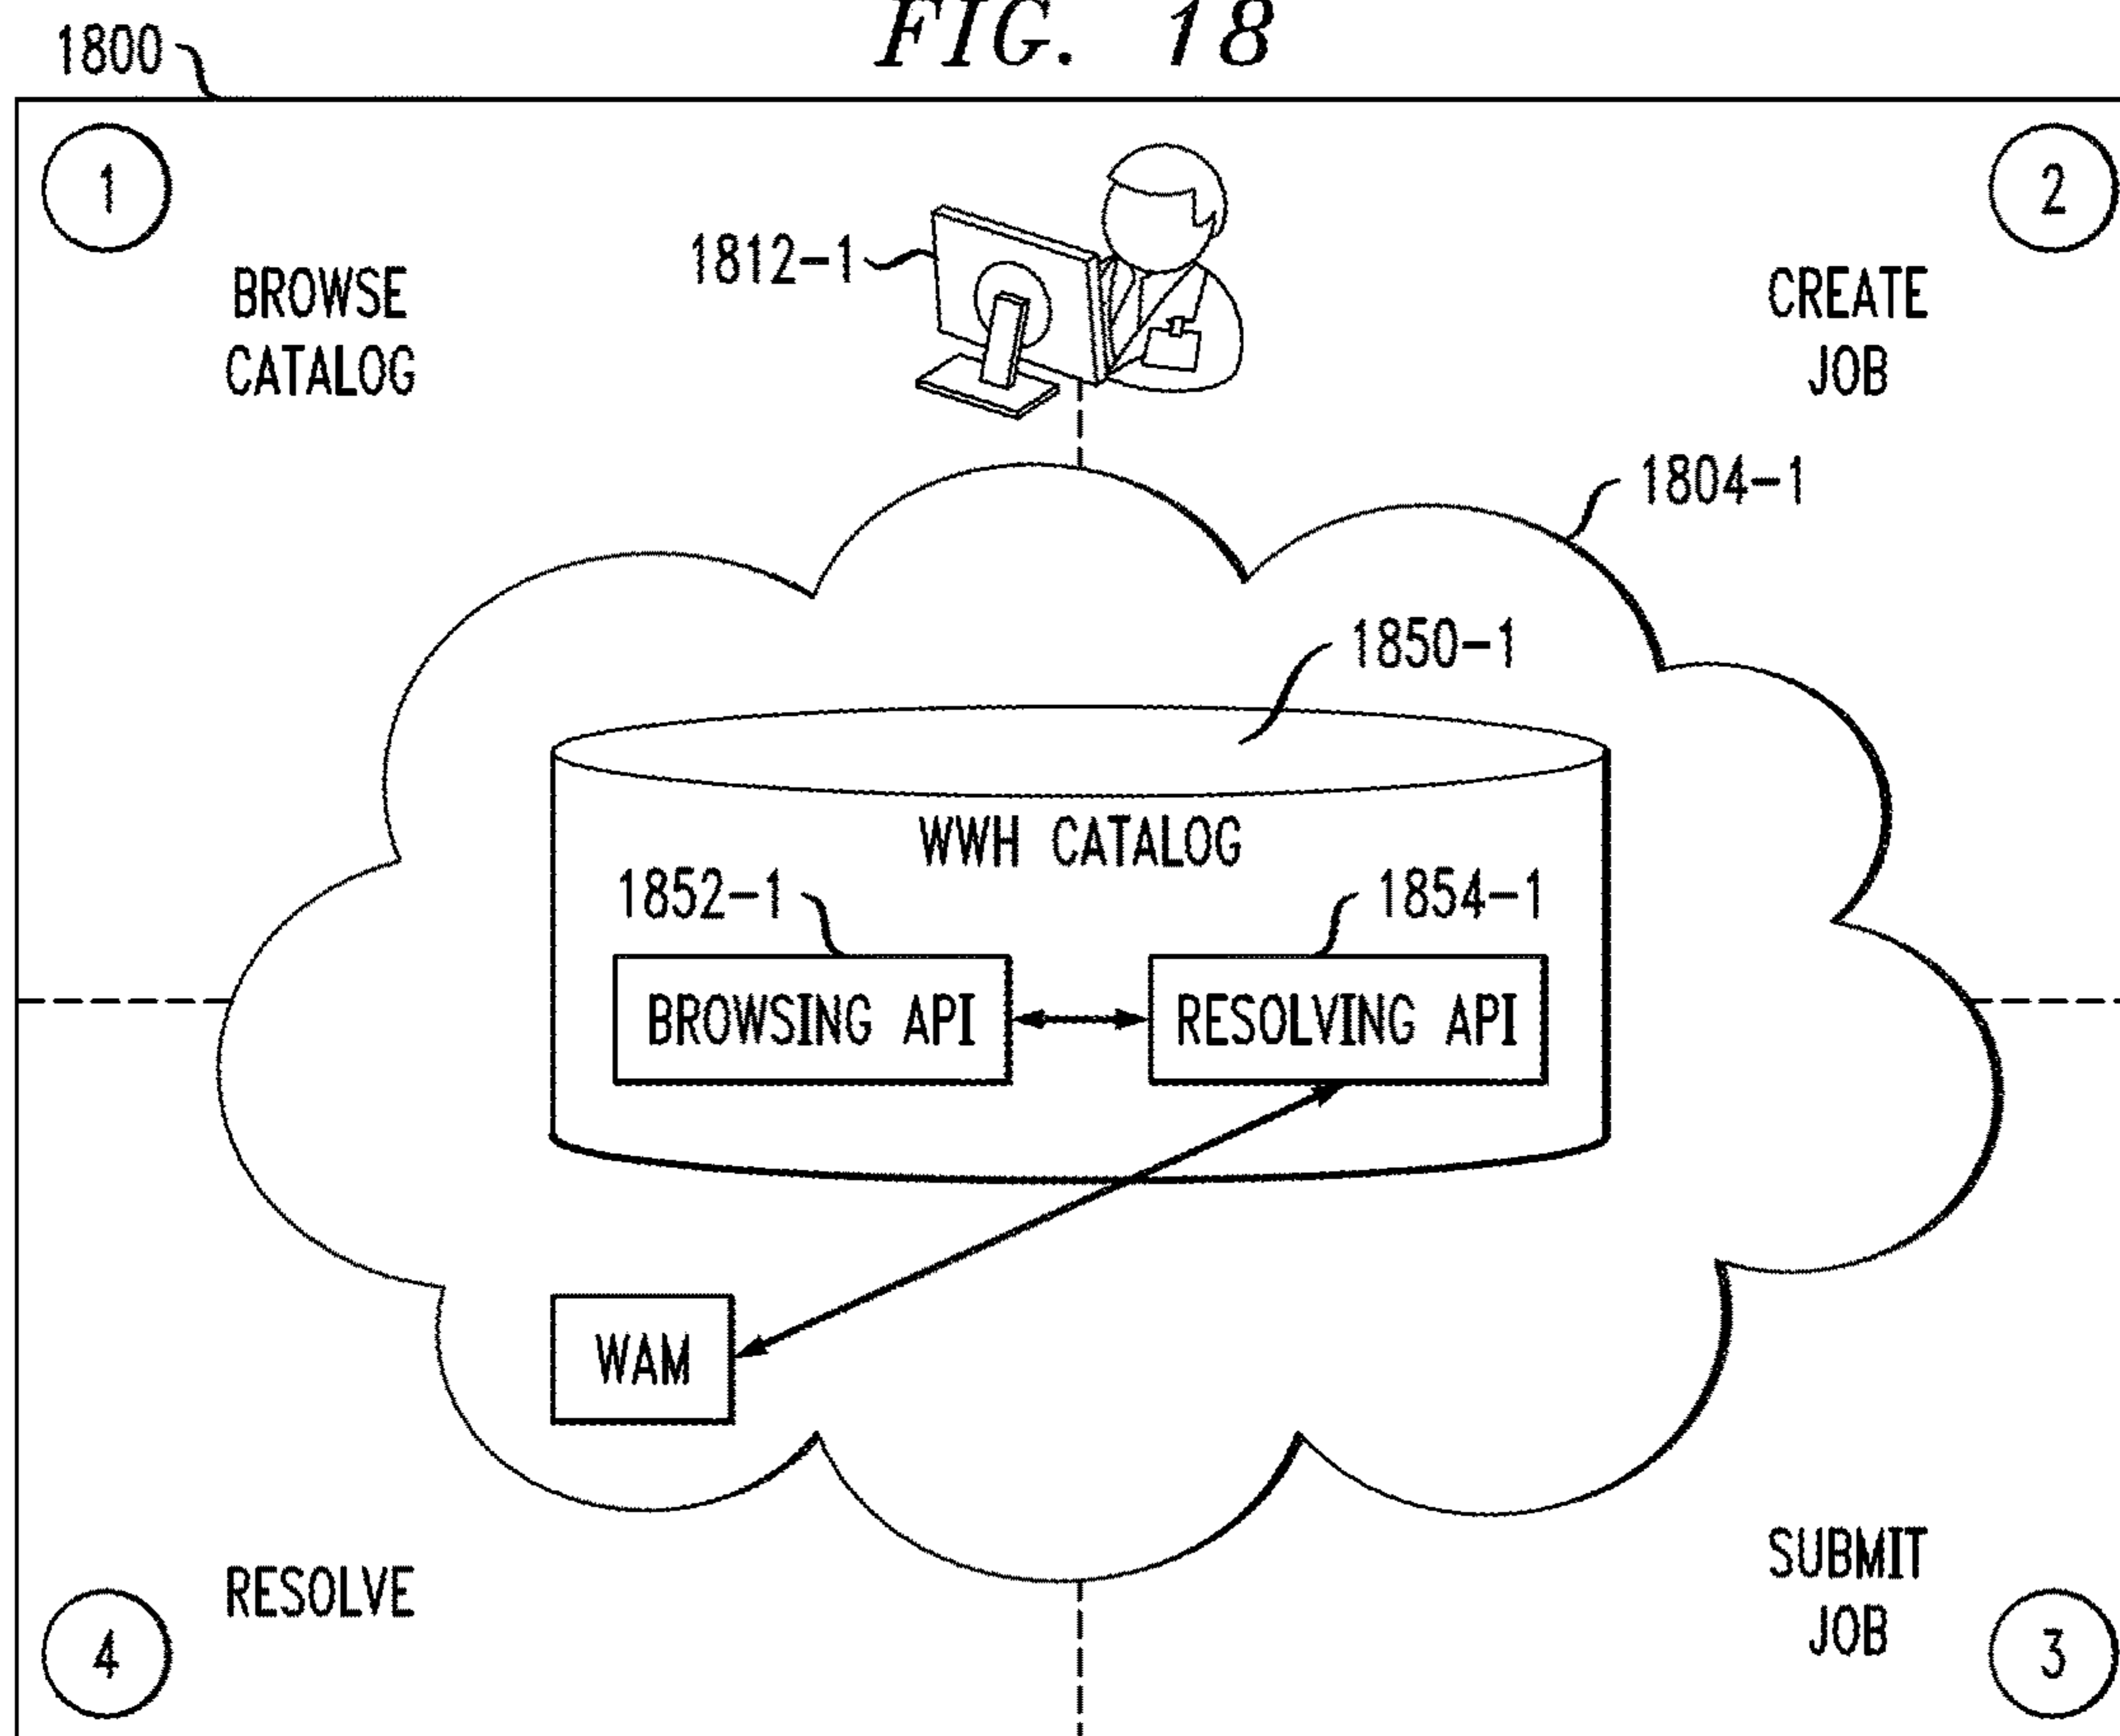 FIG. 18
1800
1
2
1812-1
BROWSE
CATALOG
CREATE
JOB
1804-1
1850-1
WWH CATALOG
1852-1
1854-1
BROWSING API
RESOLVING API
WAM
RESOLVE
SUBMIT
JOB
4
3